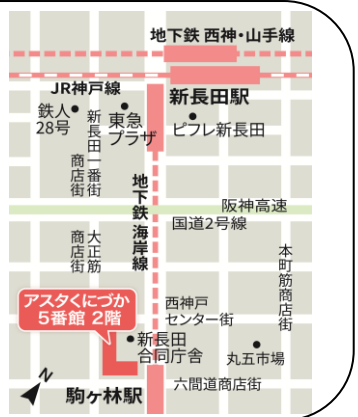 地下鉄 西神・山手線
JR神戸線
新長田駅
鉄人
28号
新長田一番街
商店街
東急
プラザ
ピフレ新長田
地下鉄 海岸線
阪神高速
国道2号線
大正筋
商店街
本町筋商店街
アスタくにづか
5番館 2階
西神戸
センター街
新長田
合同庁舎
丸五市場
六間道商店街
駒ヶ林駅
N